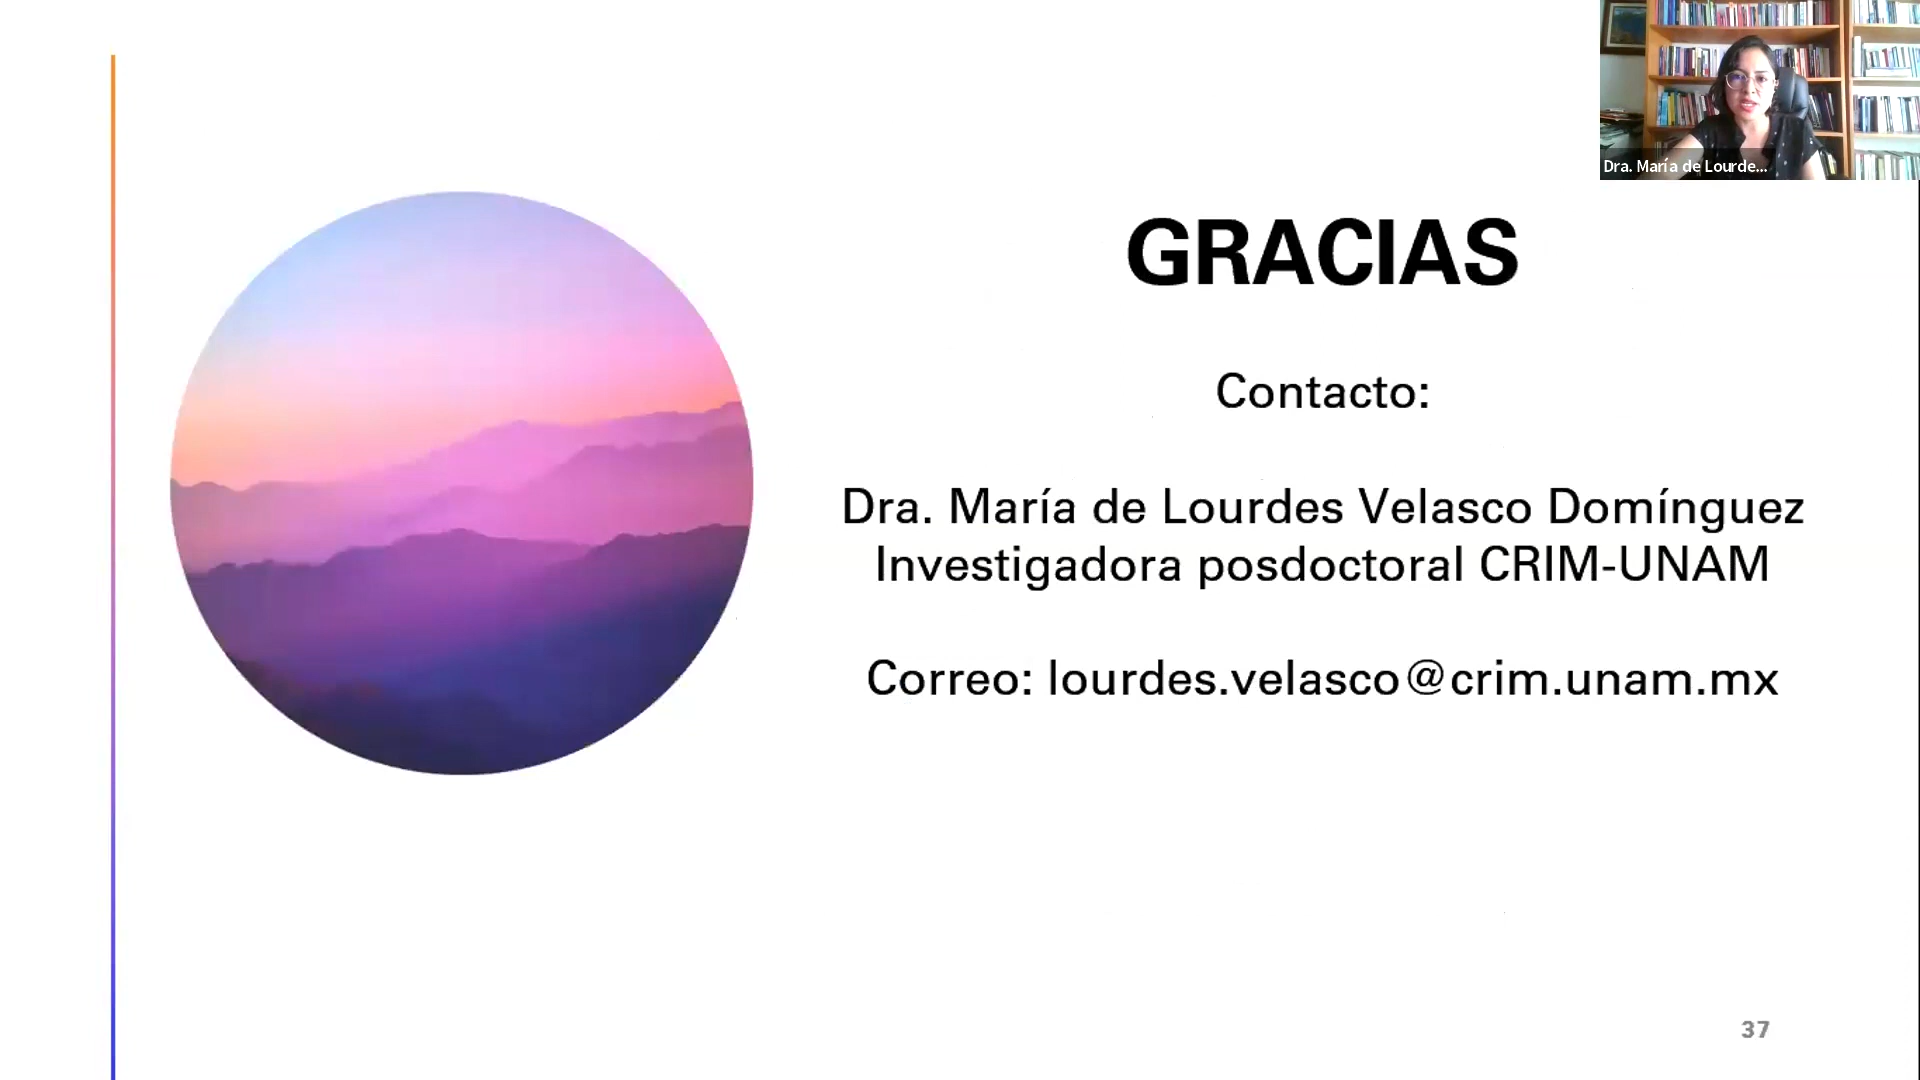 Dra. María de Lourde...
GRACIAS
Contacto:
Dra. María de Lourdes Velasco Domínguez
Investigadora posdoctoral CRIM-UNAM
Correo: lourdes.velasco@crim.unam.mx
37